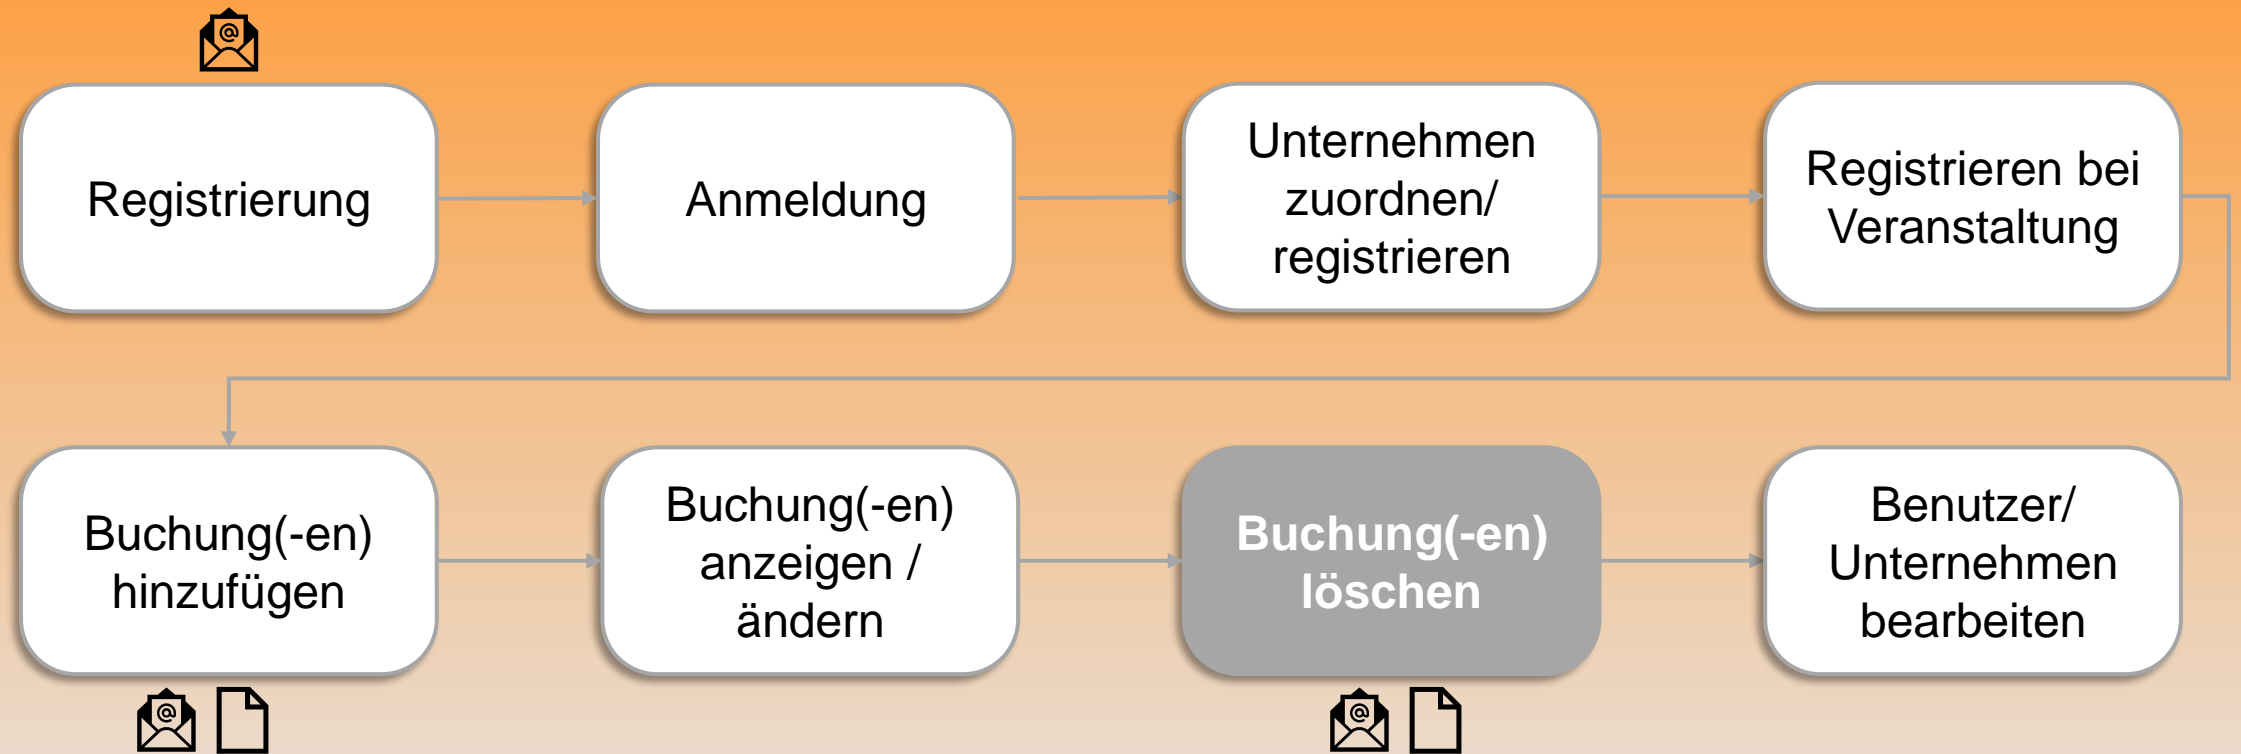 Registrierung
Anmeldung
Unternehmen
zuordnen/
registrieren
Registrieren bei
Veranstaltung
Buchung(-en)
hinzufügen
Buchung(-en)
anzeigen /
ändern
Buchung(-en)
löschen
Benutzer/
Unternehmen
bearbeiten